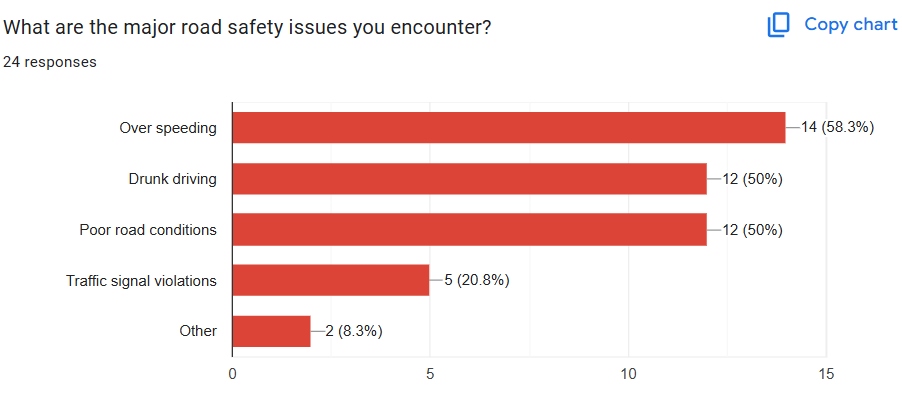 What are the major road safety issues you encounter?
Copy chart
24 responses
Over speeding 14 (58.3%)
Drunk driving 12 (50%)
Poor road conditions 12 (50%)
Traffic signal violations 5 (20.8%)
Other 2 (8.3%)
0 5 10 15